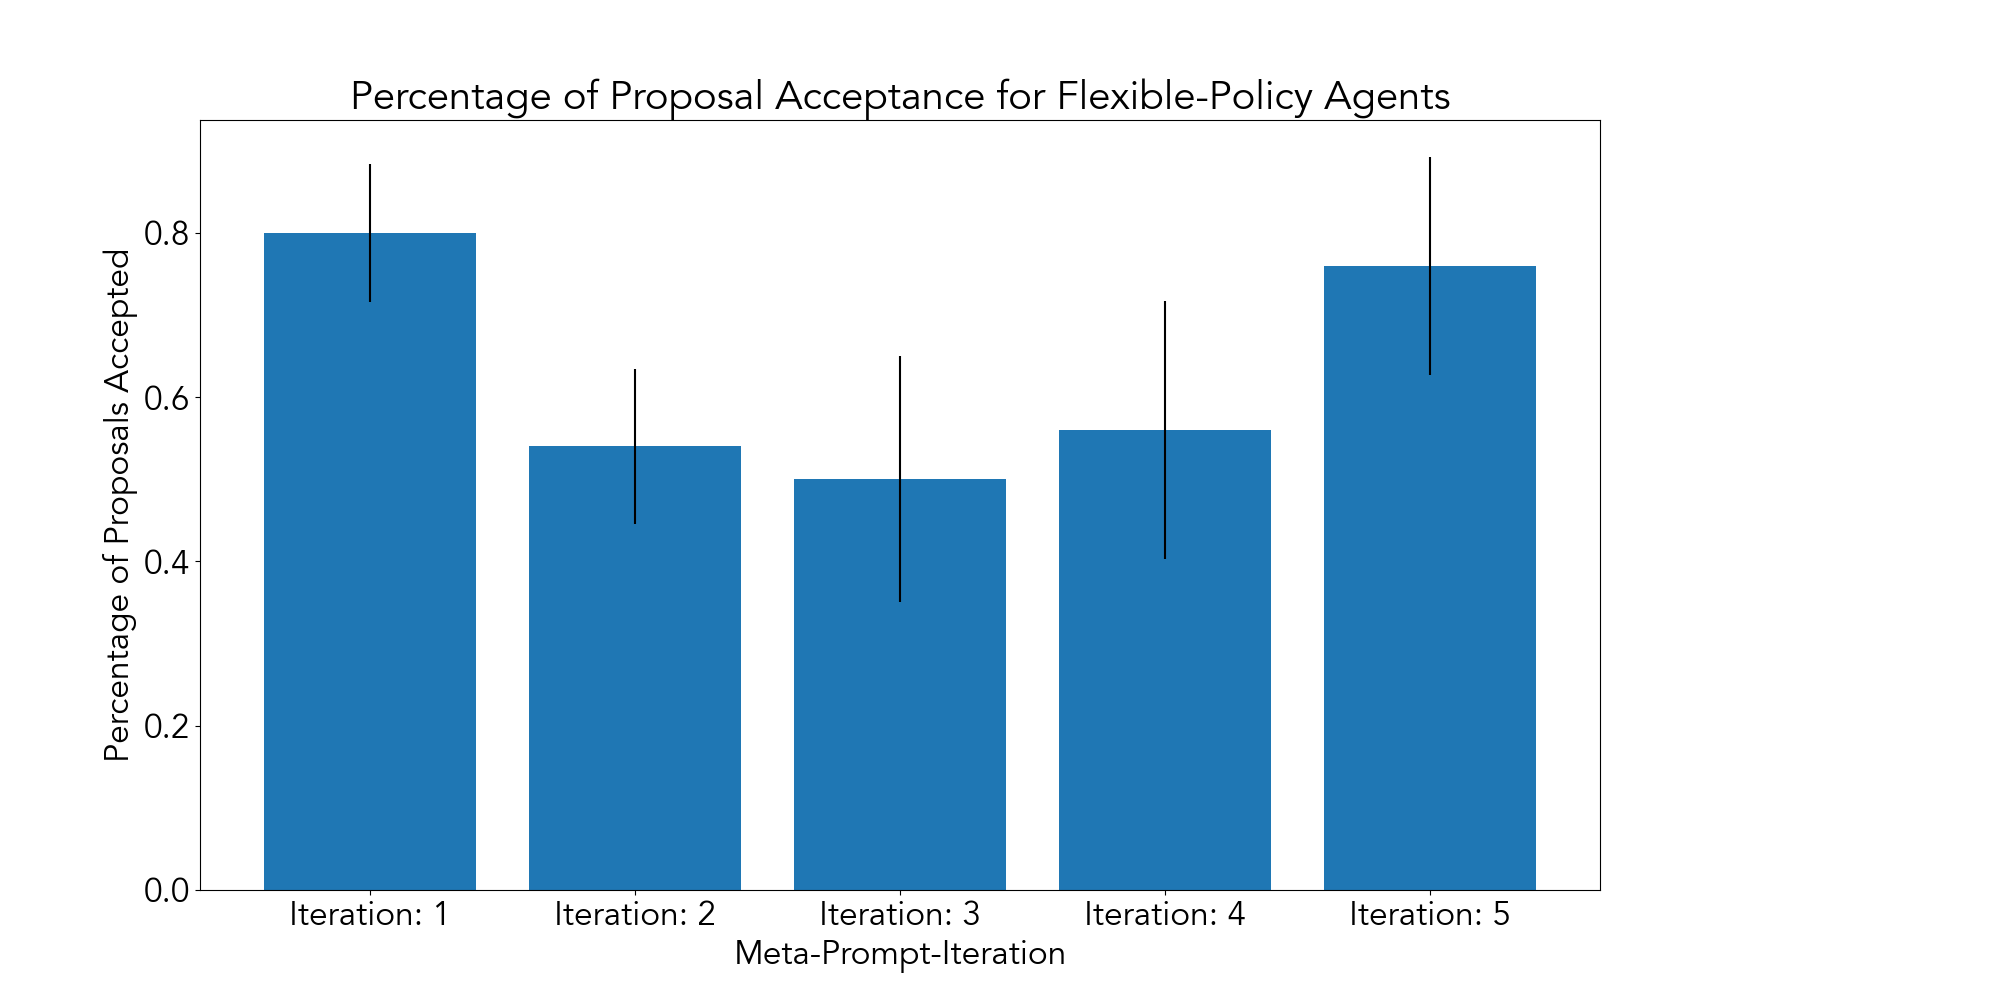 Percentage of Proposal Acceptance for Flexible-Policy Agents
Percentage of Proposals Accepted
0.8
0.6
0.4
0.2
0.0
Iteration: 1 Iteration: 2 Iteration: 3 Iteration: 4 Iteration: 5
Meta-Prompt-Iteration